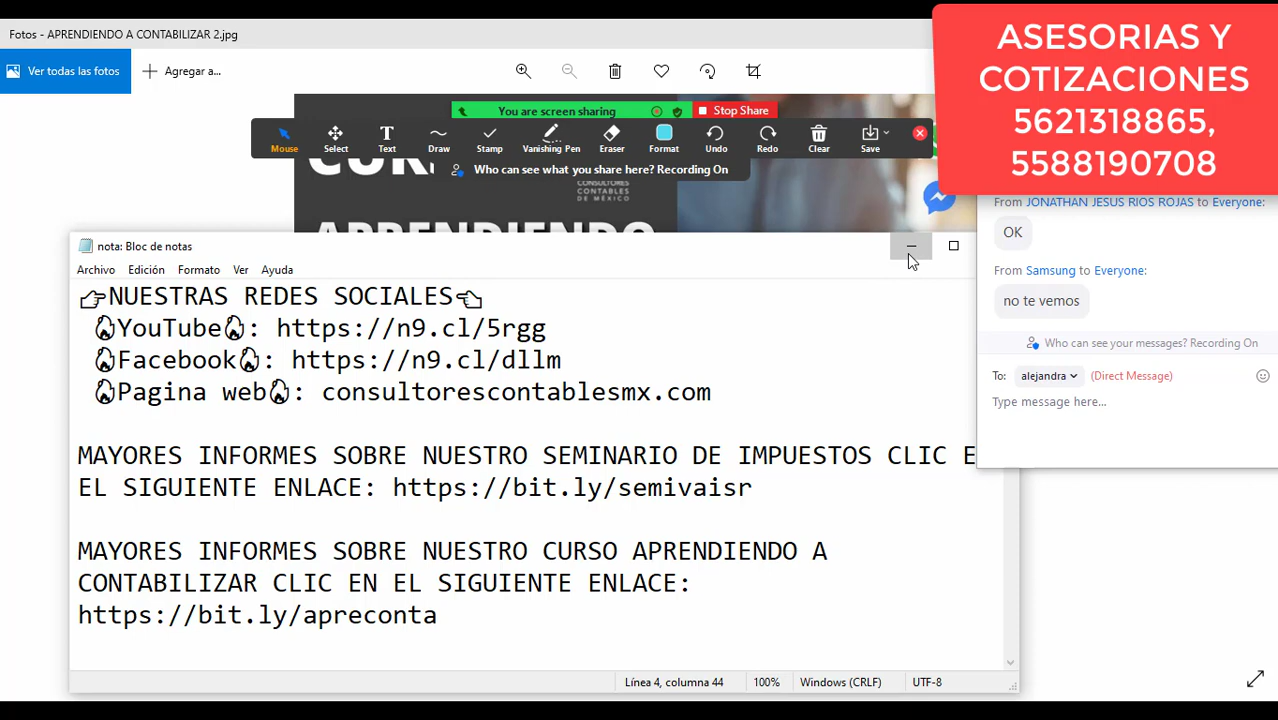 Fotos - APRENDIENDO A CONTABILIZAR 2.jpg
Ver todas las fotos
Agregar a...
You are screen sharing
Stop Share
Mouse
Select
Text
Draw
Stamp
Vanishing Pen
Eraser
Format
Undo
Redo
Clear
Save
Who can see what you share here? Recording On
CONSULTORES
CONTABLES
DE MÉXICO
APRENDIENDO
ASESORIAS Y
COTIZACIONES
5621318865,
5588190708
From JONATHAN JESUS RIOS ROJAS to Everyone:
OK
From Samsung to Everyone:
no te vemos
Who can see your messages? Recording On
To: alejandra (Direct Message)
Type message here...
nota: Bloc de notas
Archivo Edición Formato Ver Ayuda
👉NUESTRAS REDES SOCIALES👈
🔥YouTube🔥: https://n9.cl/5rgg
🔥Facebook🔥: https://n9.cl/dllm
🔥Pagina web🔥: consultorescontablesmx.com
MAYORES INFORMES SOBRE NUESTRO SEMINARIO DE IMPUESTOS CLIC E
EL SIGUIENTE ENLACE: https://bit.ly/semivaisr
MAYORES INFORMES SOBRE NUESTRO CURSO APRENDIENDO A
CONTABILIZAR CLIC EN EL SIGUIENTE ENLACE:
https://bit.ly/apreconta
Línea 4, columna 44 100% Windows (CRLF) UTF-8